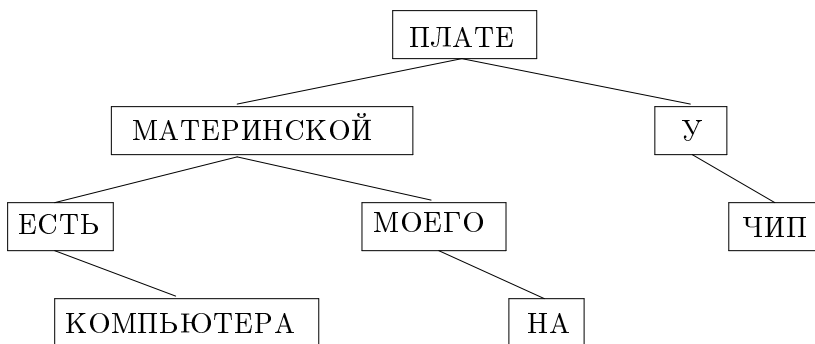 ПЛАТЕ
МАТЕРИНСКОЙ
У
ЕСТЬ
МОЕГО
ЧИП
КОМПЬЮТЕРА
НА